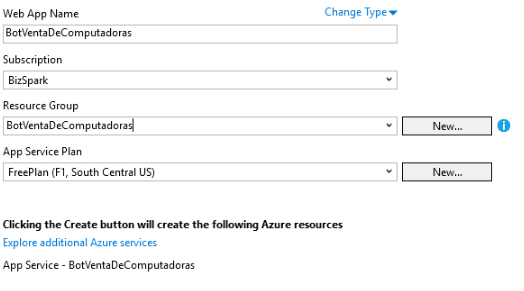 Web App Name
Change Type
BotVentaDeComputadoras
Subscription
BizSpark
Resource Group
BotVentaDeComputadoras
New...
App Service Plan
FreePlan (F1, South Central US)
New...
Clicking the Create button will create the following Azure resources
Explore additional Azure services
App Service - BotVentaDeComputadoras